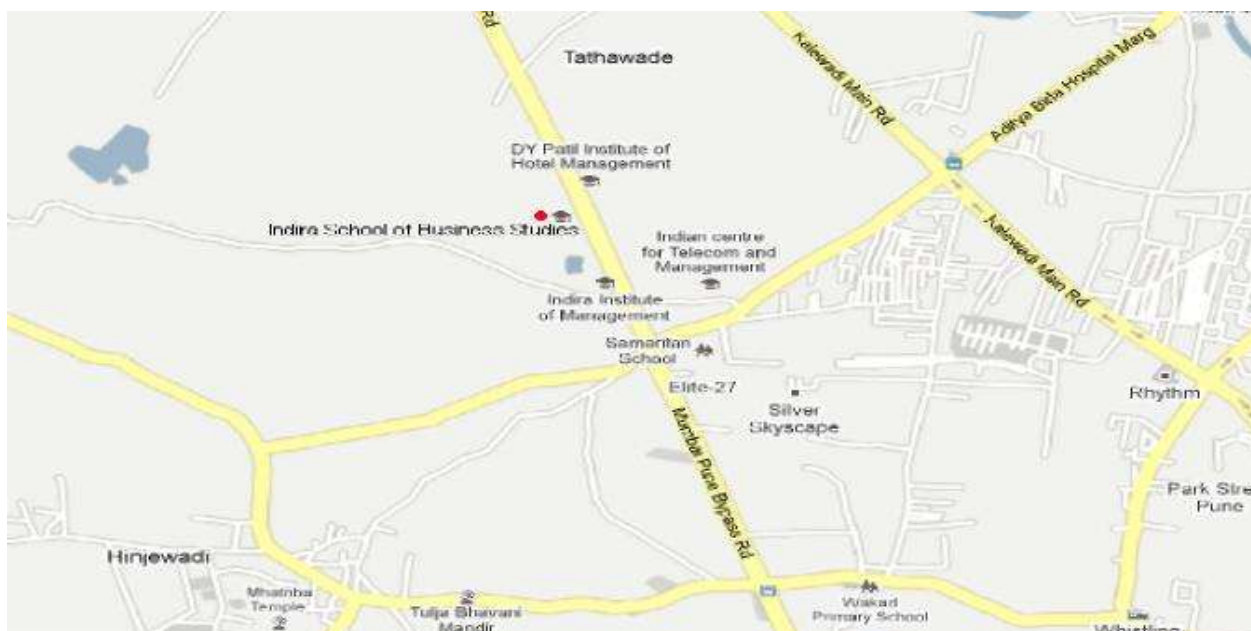 Tathawade
Kalewadi Main Rd
Aditya Birla Hospital Marg
DY Patil Institute of
Hotel Management
Indira School of Business Studies
Indian centre
for Telecom and
Management
Kalewadi Main Rd
Indira Institute
of Management
Samaritan
School
Elite-27
Rhythm
Silver
Skyscape
Mumbai Pune Bypass Rd
Park Stre
Pune
Hinjewadi
Mhatoba
Temple
Tulja Bhavani
Mandir
Wakad
Primary School
Whistling